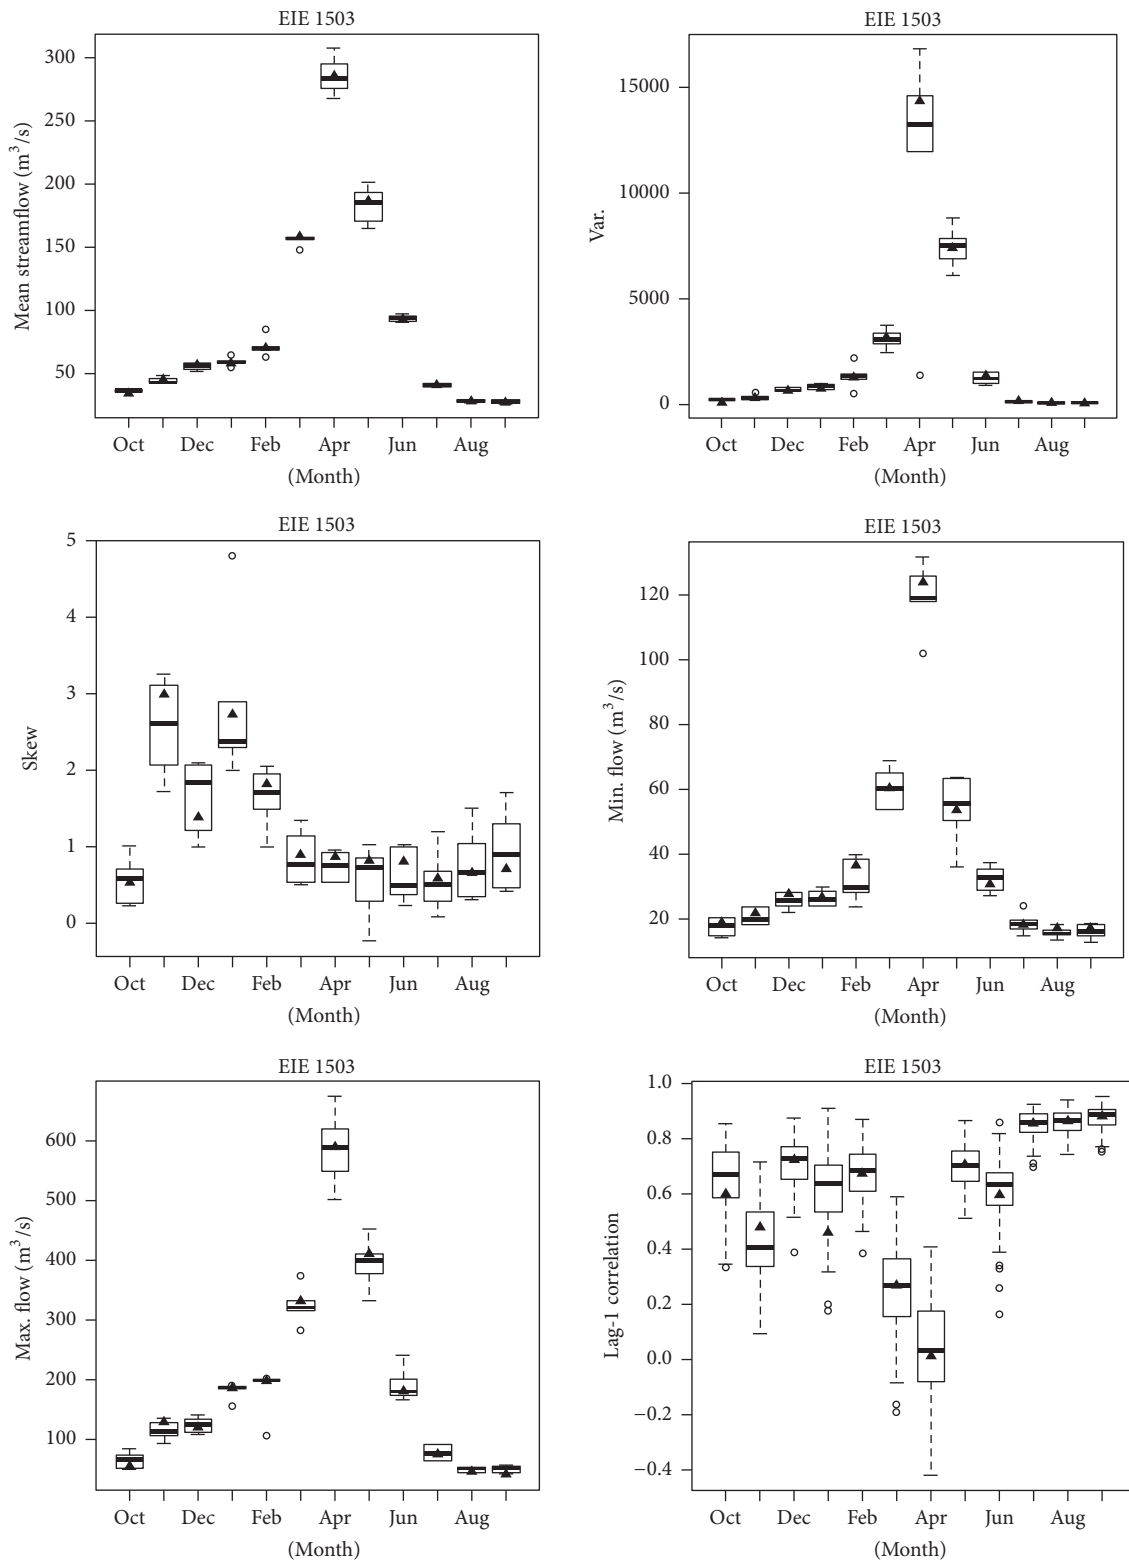 EIE 1503
Mean streamflow (m³/s)
300
250
200
150
100
50
Oct Dec Feb Apr Jun Aug
(Month)
EIE 1503
Var.
15000
10000
5000
0
Oct Dec Feb Apr Jun Aug
(Month)
EIE 1503
Skew
5
4
3
2
1
0
Oct Dec Feb Apr Jun Aug
(Month)
EIE 1503
Min. flow (m³/s)
120
100
80
60
40
20
Oct Dec Feb Apr Jun Aug
(Month)
EIE 1503
Max. flow (m³/s)
600
500
400
300
200
100
Oct Dec Feb Apr Jun Aug
(Month)
EIE 1503
Lag-1 correlation
1.0
0.8
0.6
0.4
0.2
0.0
−0.2
−0.4
Oct Dec Feb Apr Jun Aug
(Month)